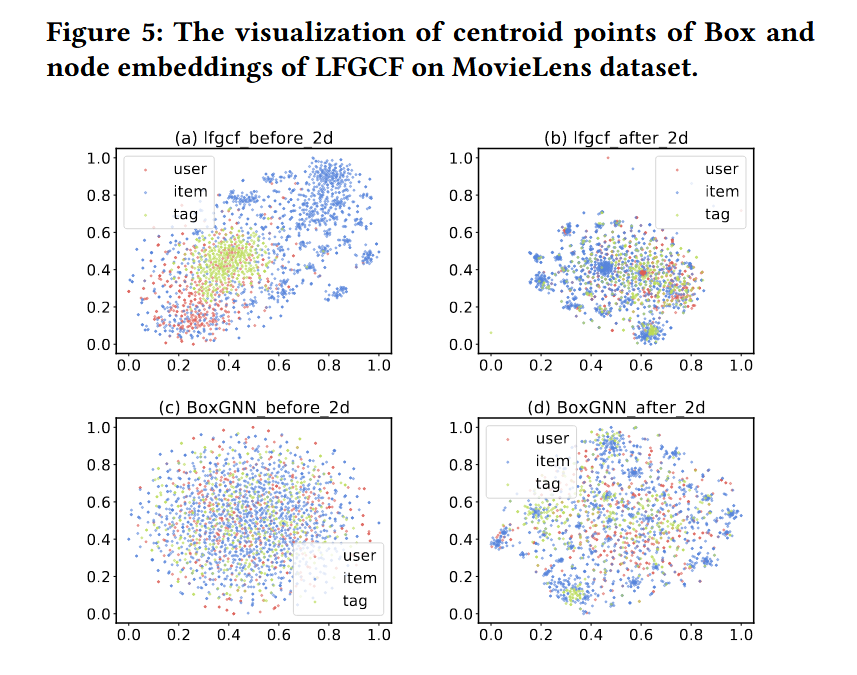 Figure 5: The visualization of centroid points of Box and
node embeddings of LFGCF on MovieLens dataset.
(a) lfgcf_before_2d
1.0
0.8
0.6
0.4
0.2
0.0
0.0 0.2 0.4 0.6 0.8 1.0
user
item
tag
(b) lfgcf_after_2d
1.0
0.8
0.6
0.4
0.2
0.0
0.0 0.2 0.4 0.6 0.8 1.0
user
item
tag
(c) BoxGNN_before_2d
1.0
0.8
0.6
0.4
0.2
0.0
0.0 0.2 0.4 0.6 0.8 1.0
user
item
tag
(d) BoxGNN_after_2d
1.0
0.8
0.6
0.4
0.2
0.0
0.0 0.2 0.4 0.6 0.8 1.0
user
item
tag